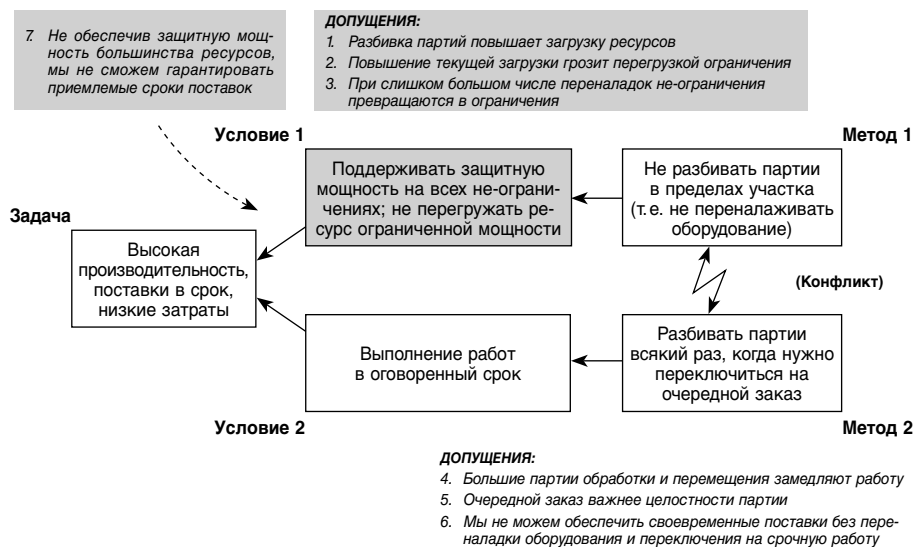 7. Не обеспечив защитную мощ-
ность большинства ресурсов,
мы не сможем гарантировать
приемлемые сроки поставок
ДОПУЩЕНИЯ:
1. Разбивка партий повышает загрузку ресурсов
2. Повышение текущей загрузки грозит перегрузкой ограничения
3. При слишком большом числе переналадок не-ограничения
превращаются в ограничения
Условие 1
Метод 1
Поддерживать защитную
мощность на всех не-ограни-
чениях; не перегружать ре-
сурс ограниченной мощности
Не разбивать партии
в пределах участка
(т. е. не переналаживать
оборудование)
Задача
Высокая
производительность,
поставки в срок,
низкие затраты
(Конфликт)
Выполнение работ
в оговоренный срок
Разбивать партии
всякий раз, когда нужно
переключиться на
очередной заказ
Условие 2
Метод 2
ДОПУЩЕНИЯ:
4. Большие партии обработки и перемещения замедляют работу
5. Очередной заказ важнее целостности партии
6. Мы не можем обеспечить своевременные поставки без пере-
наладки оборудования и переключения на срочную работу